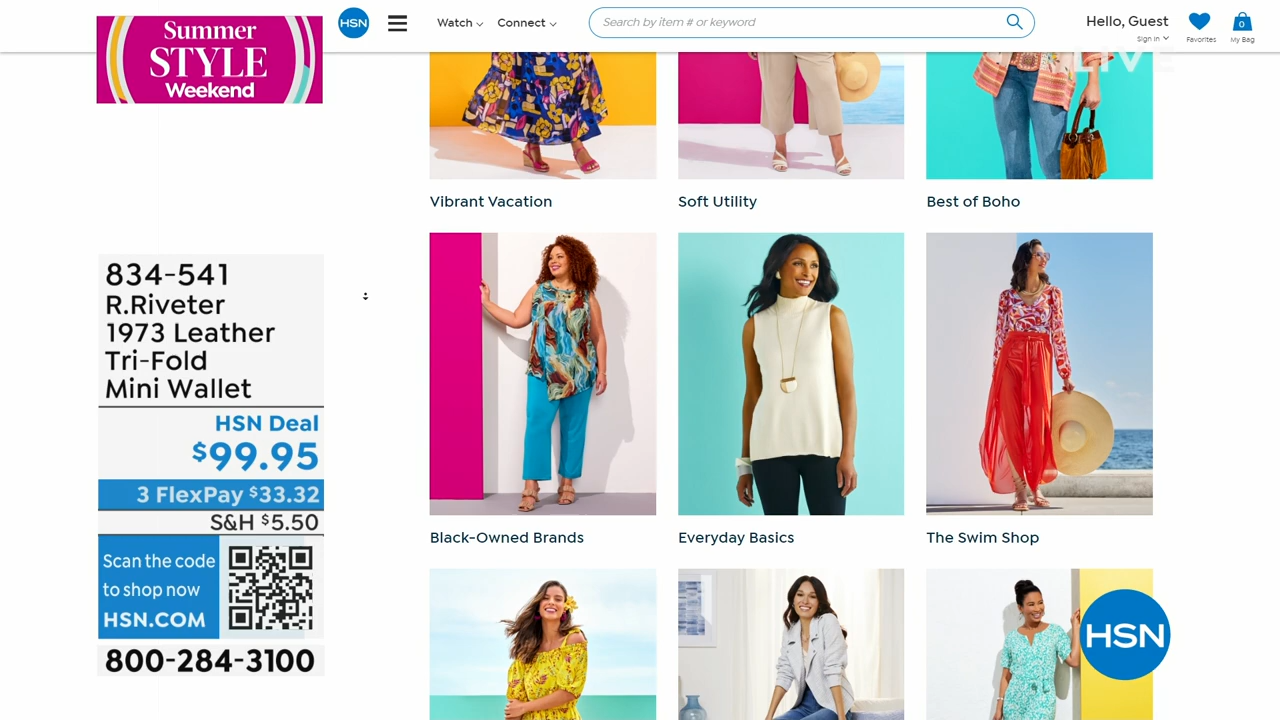 Summer
STYLE
Weekend
HSN
Watch
Connect
Search by item # or keyword
Hello, Guest
Sign in
Favorites
0
My Bag
LIVE
Vibrant Vacation
Soft Utility
Best of Boho
834-541
R.Riveter
1973 Leather
Tri-Fold
Mini Wallet
HSN Deal
$99.95
3 FlexPay $33.32
S&H $5.50
Scan the code
to shop now
HSN.COM
800-284-3100
Black-Owned Brands
Everyday Basics
The Swim Shop
HSN